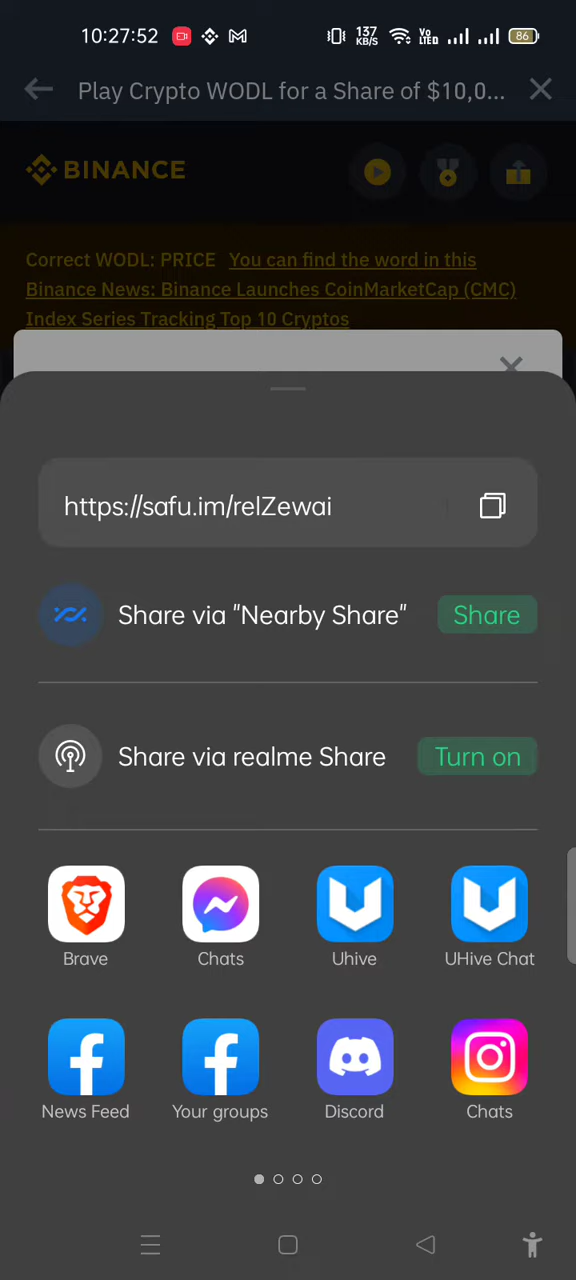 10:27:52 137 KB/S Vo LTED 86
Play Crypto WODL for a Share of $10,0...
BINANCE
Correct WODL: PRICE You can find the word in this
Binance News: Binance Launches CoinMarketCap (CMC)
Index Series Tracking Top 10 Cryptos
https://safu.im/relZewai
Share via "Nearby Share" Share
Share via realme Share Turn on
Brave Chats Uhive UHive Chat
News Feed Your groups Discord Chats